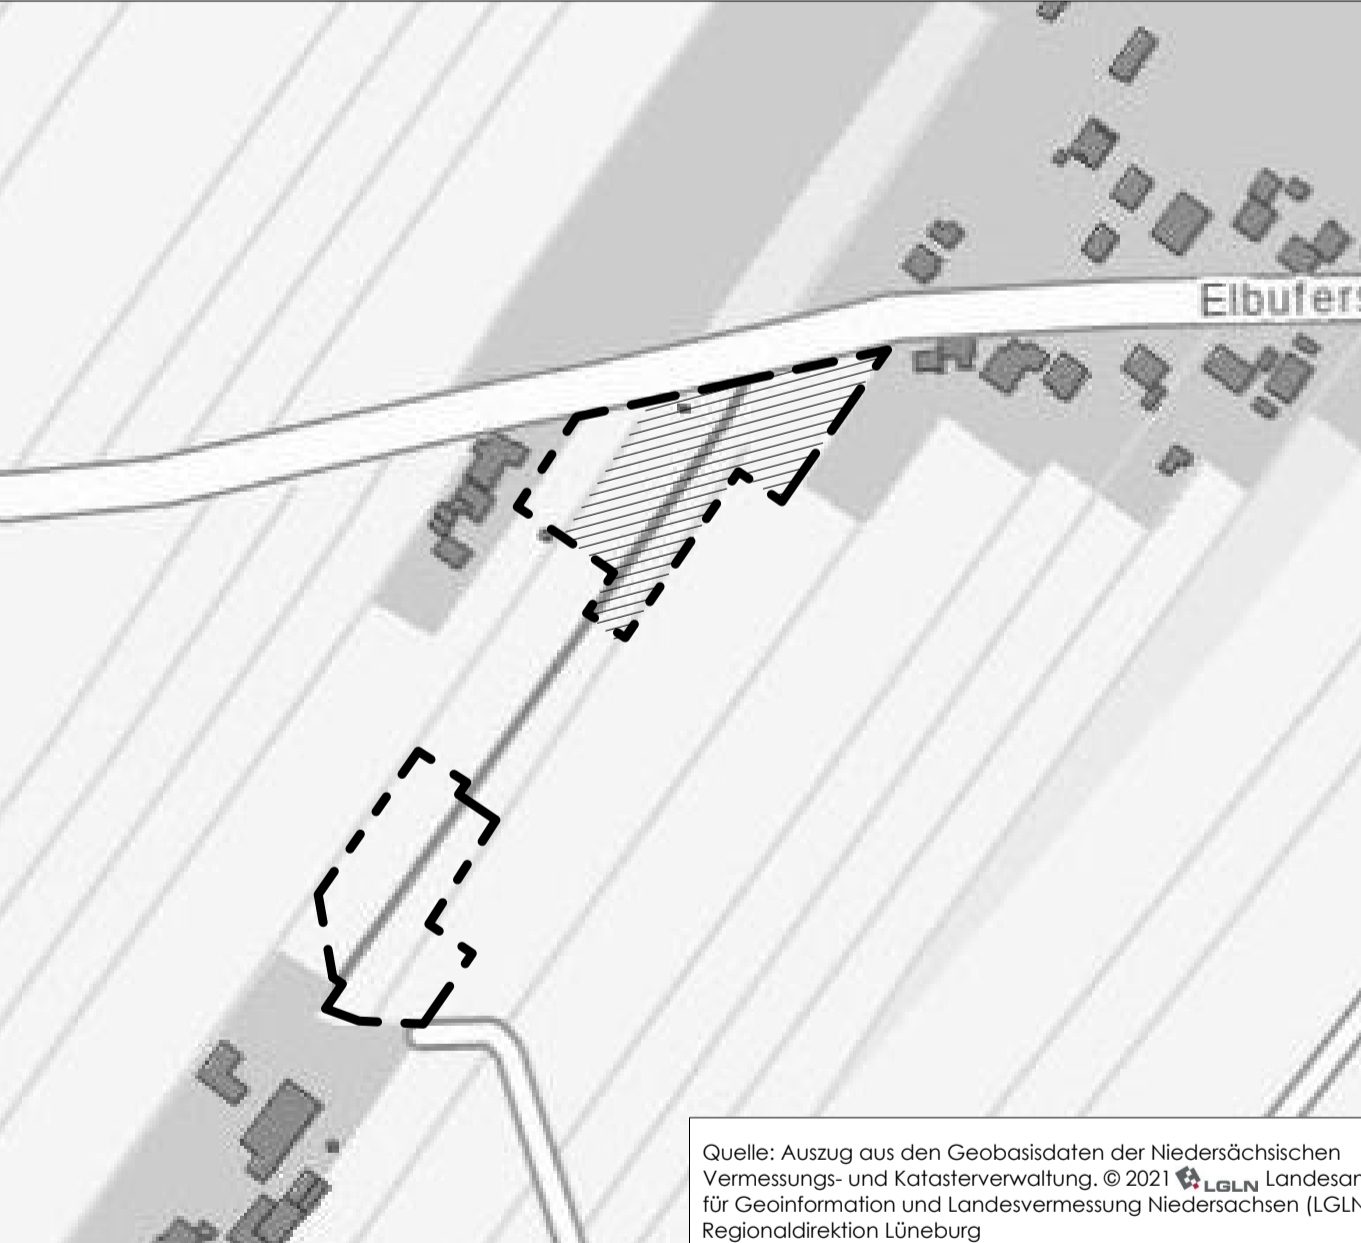 Elbufers
Quelle: Auszug aus den Geobasisdaten der Niedersächsischen
Vermessungs- und Katasterverwaltung. © 2021 LGLN Landesam
für Geoinformation und Landesvermessung Niedersachsen (LGLN
Regionaldirektion Lüneburg